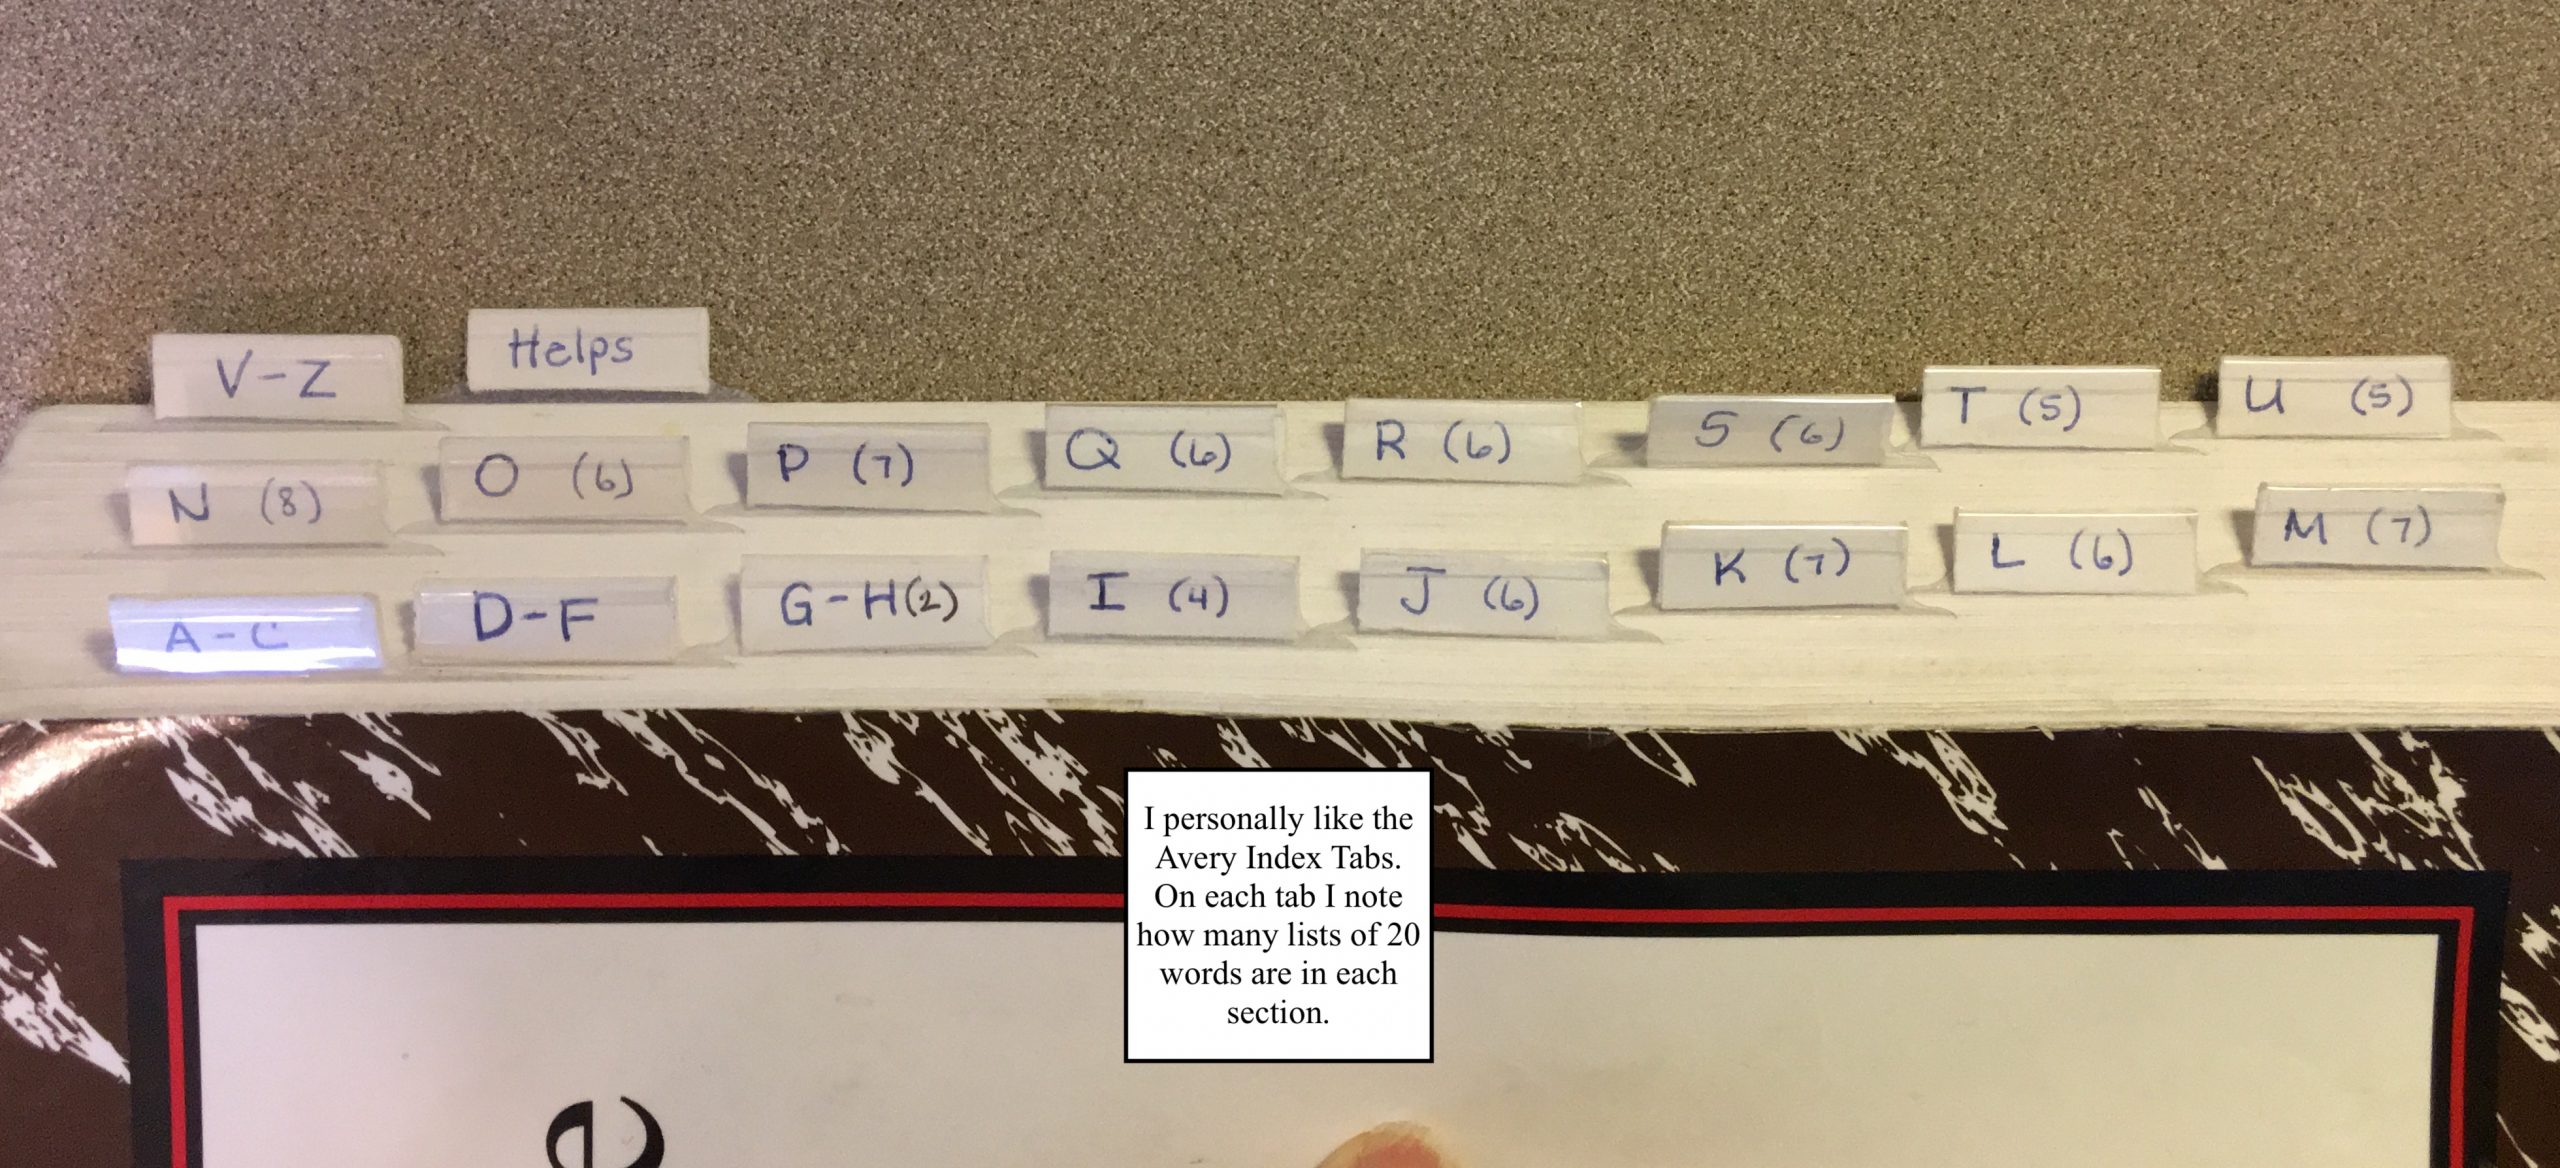 V-Z
Helps
N (8)
O (6)
P (7)
Q (6)
R (6)
S (6)
T (5)
U (5)
A-C
D-F
G-H(2)
I (4)
J (6)
K (7)
L (6)
M (7)
I personally like the
Avery Index Tabs.
On each tab I note
how many lists of 20
words are in each
section.
e